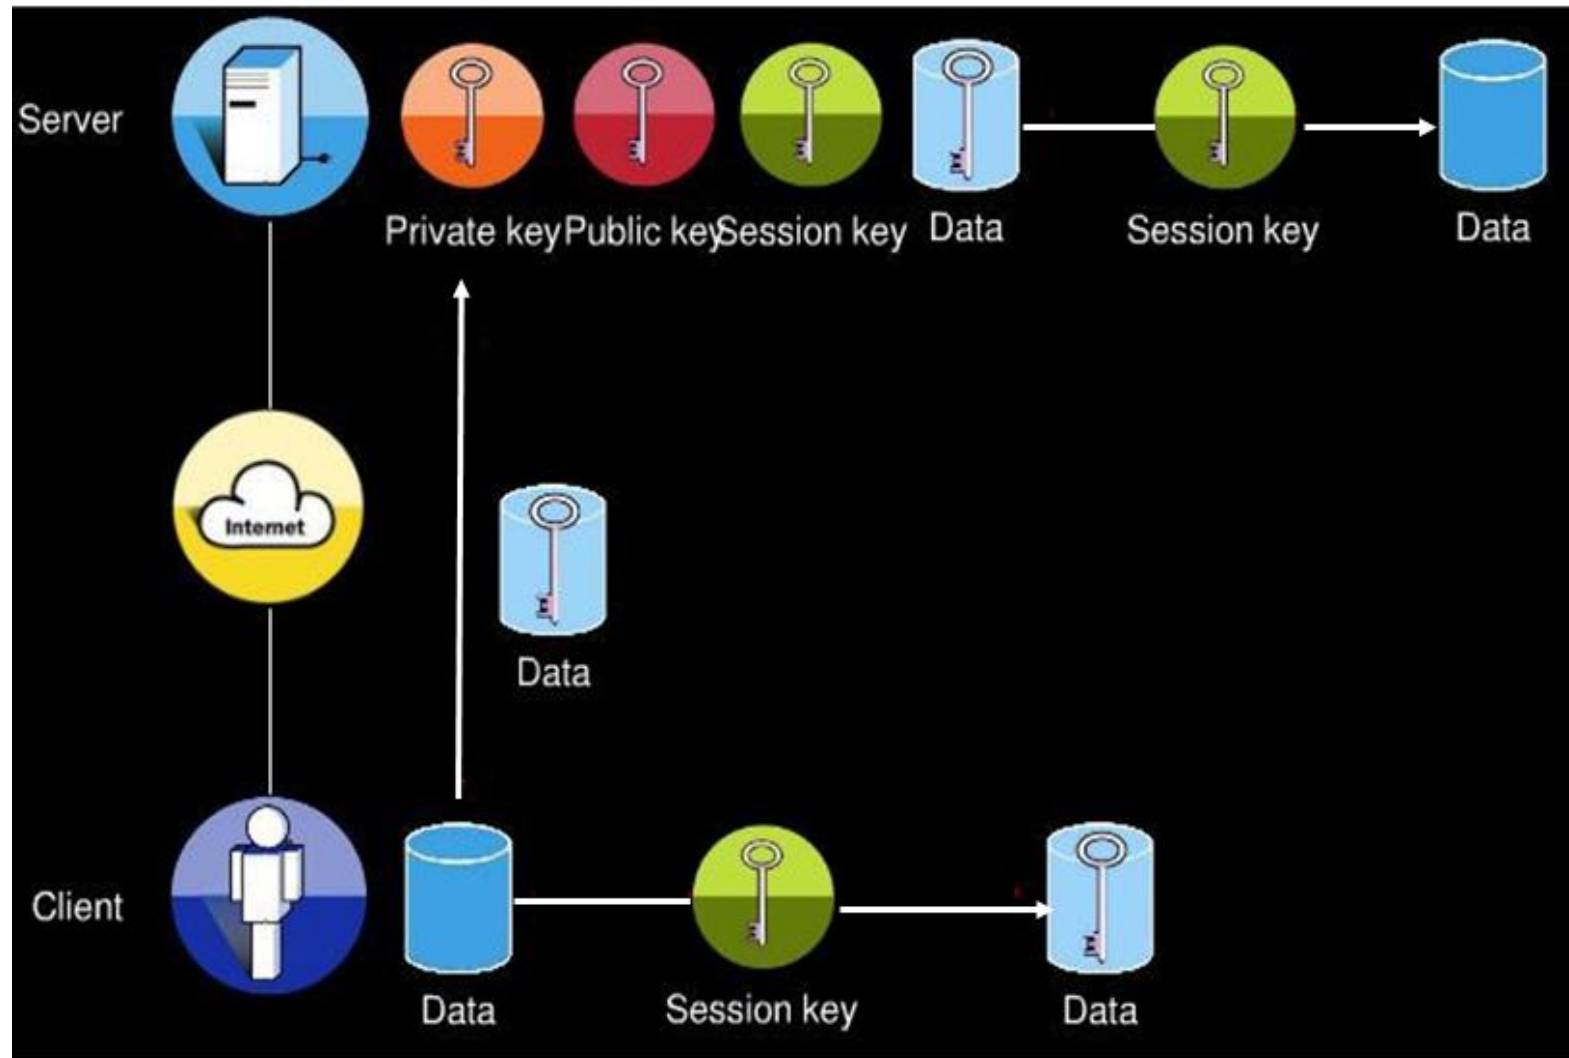 Server
Private key
Public key
Session key
Data
Session key
Data
Internet
Data
Client
Data
Session key
Data